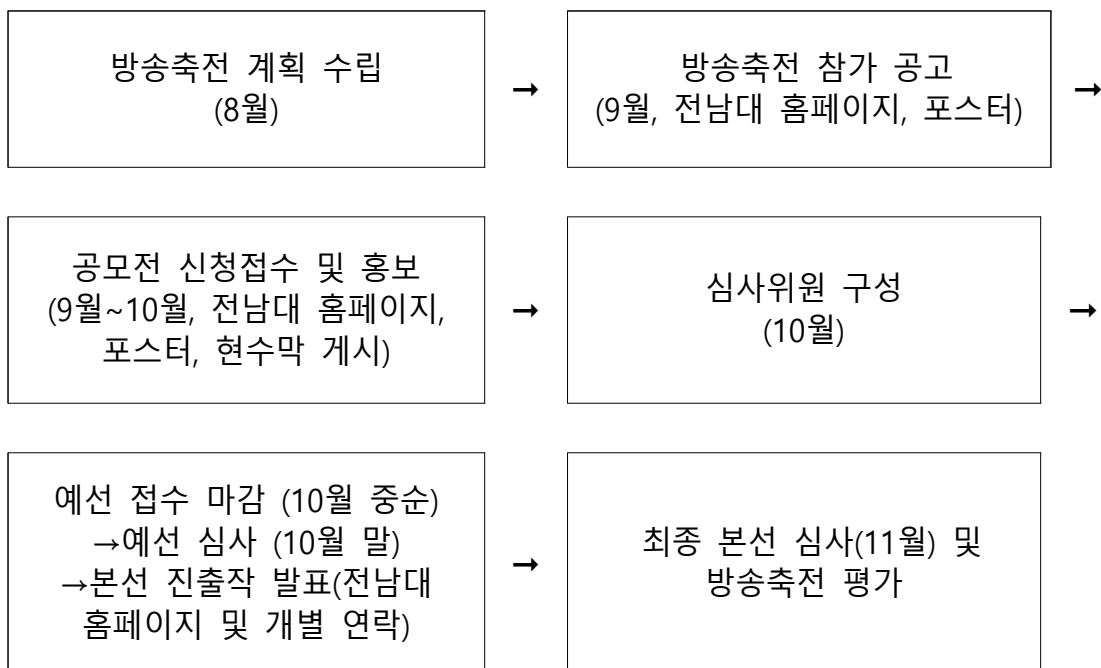 방송축전 계획 수립
(8월)
→
방송축전 참가 공고
(9월, 전남대 홈페이지, 포스터)
→
공모전 신청접수 및 홍보
(9월~10월, 전남대 홈페이지,
포스터, 현수막 게시)
→
심사위원 구성
(10월)
→
예선 접수 마감 (10월 중순)
→예선 심사 (10월 말)
→본선 진출작 발표(전남대
홈페이지 및 개별 연락)
→
최종 본선 심사(11월) 및
방송축전 평가